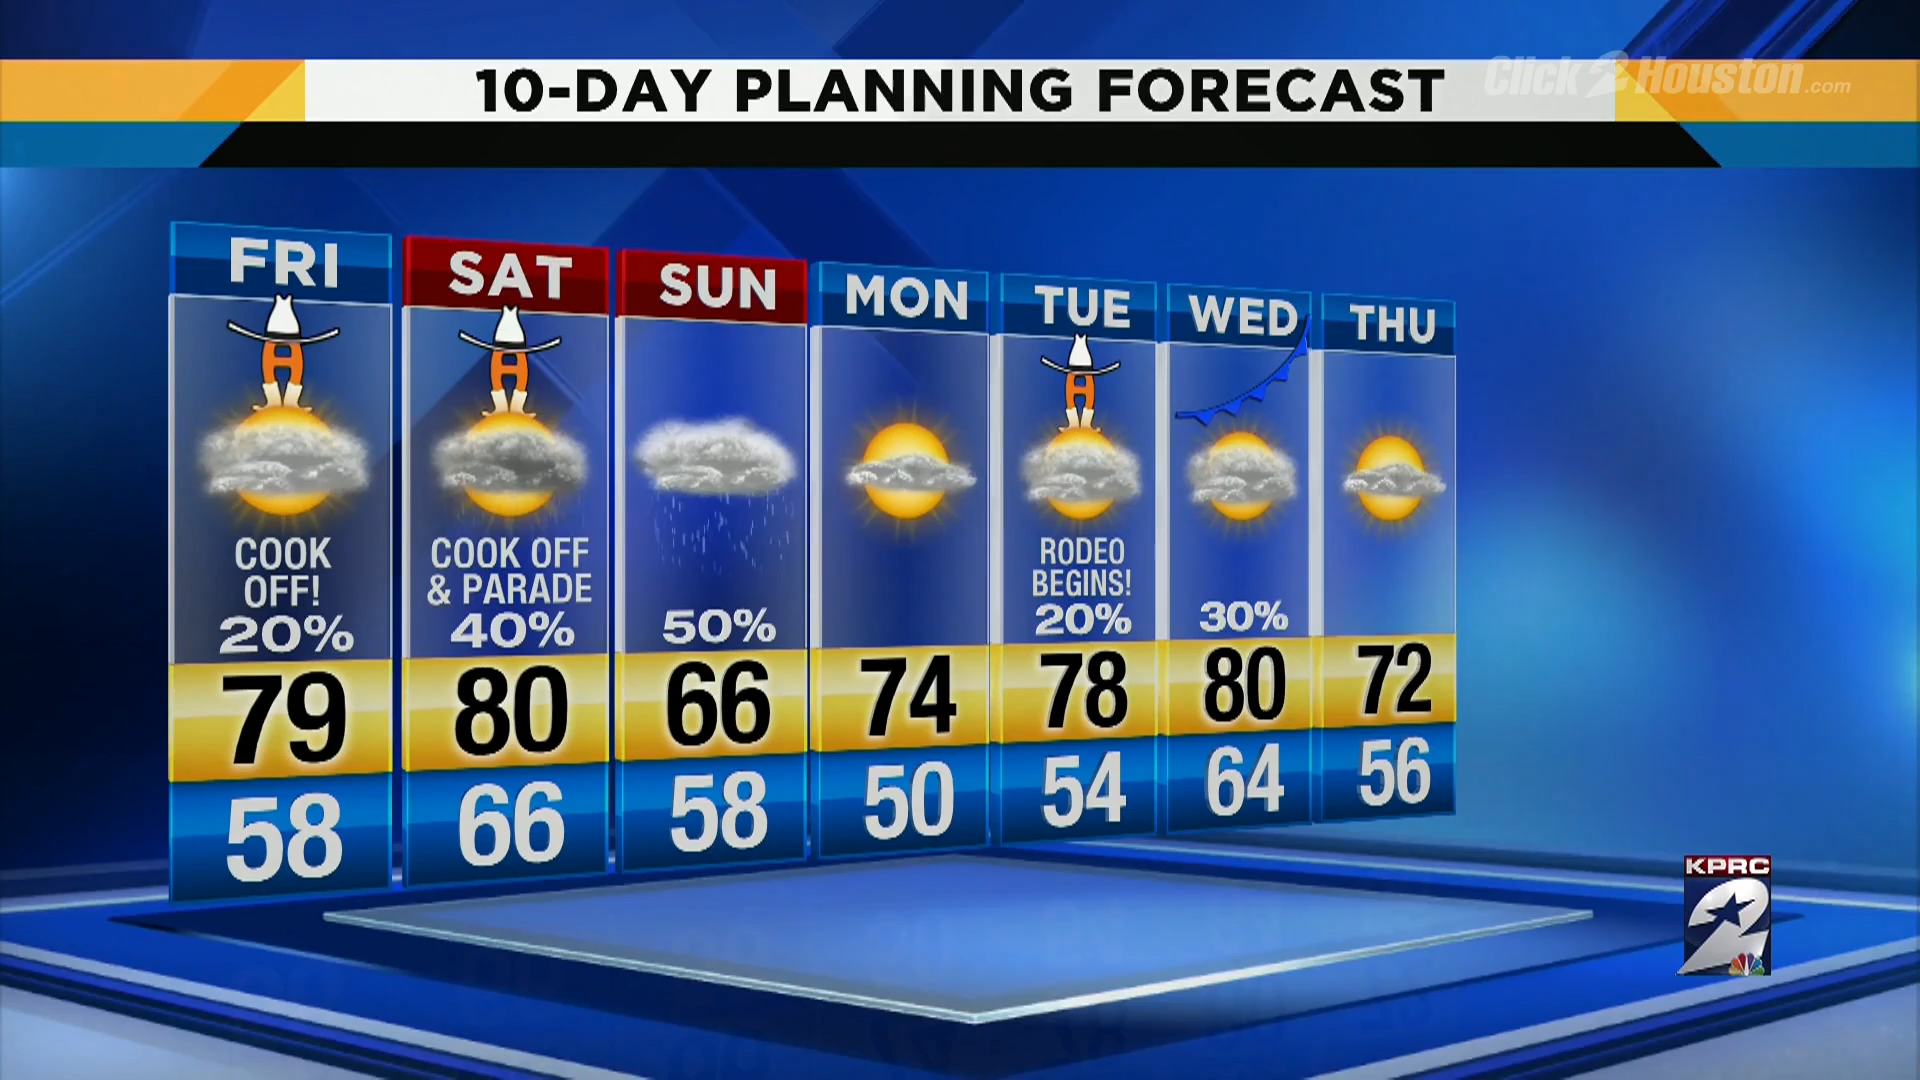 10-DAY PLANNING FORECAST
Click2Houston.com
FRI
SAT
SUN
MON
TUE
WED
THU
H
H
H
COOK
OFF!
20%
COOK OFF
& PARADE
40%
50%
RODEO
BEGINS!
20%
30%
79
80
66
74
78
80
72
58
66
58
50
54
64
56
KPRC
2